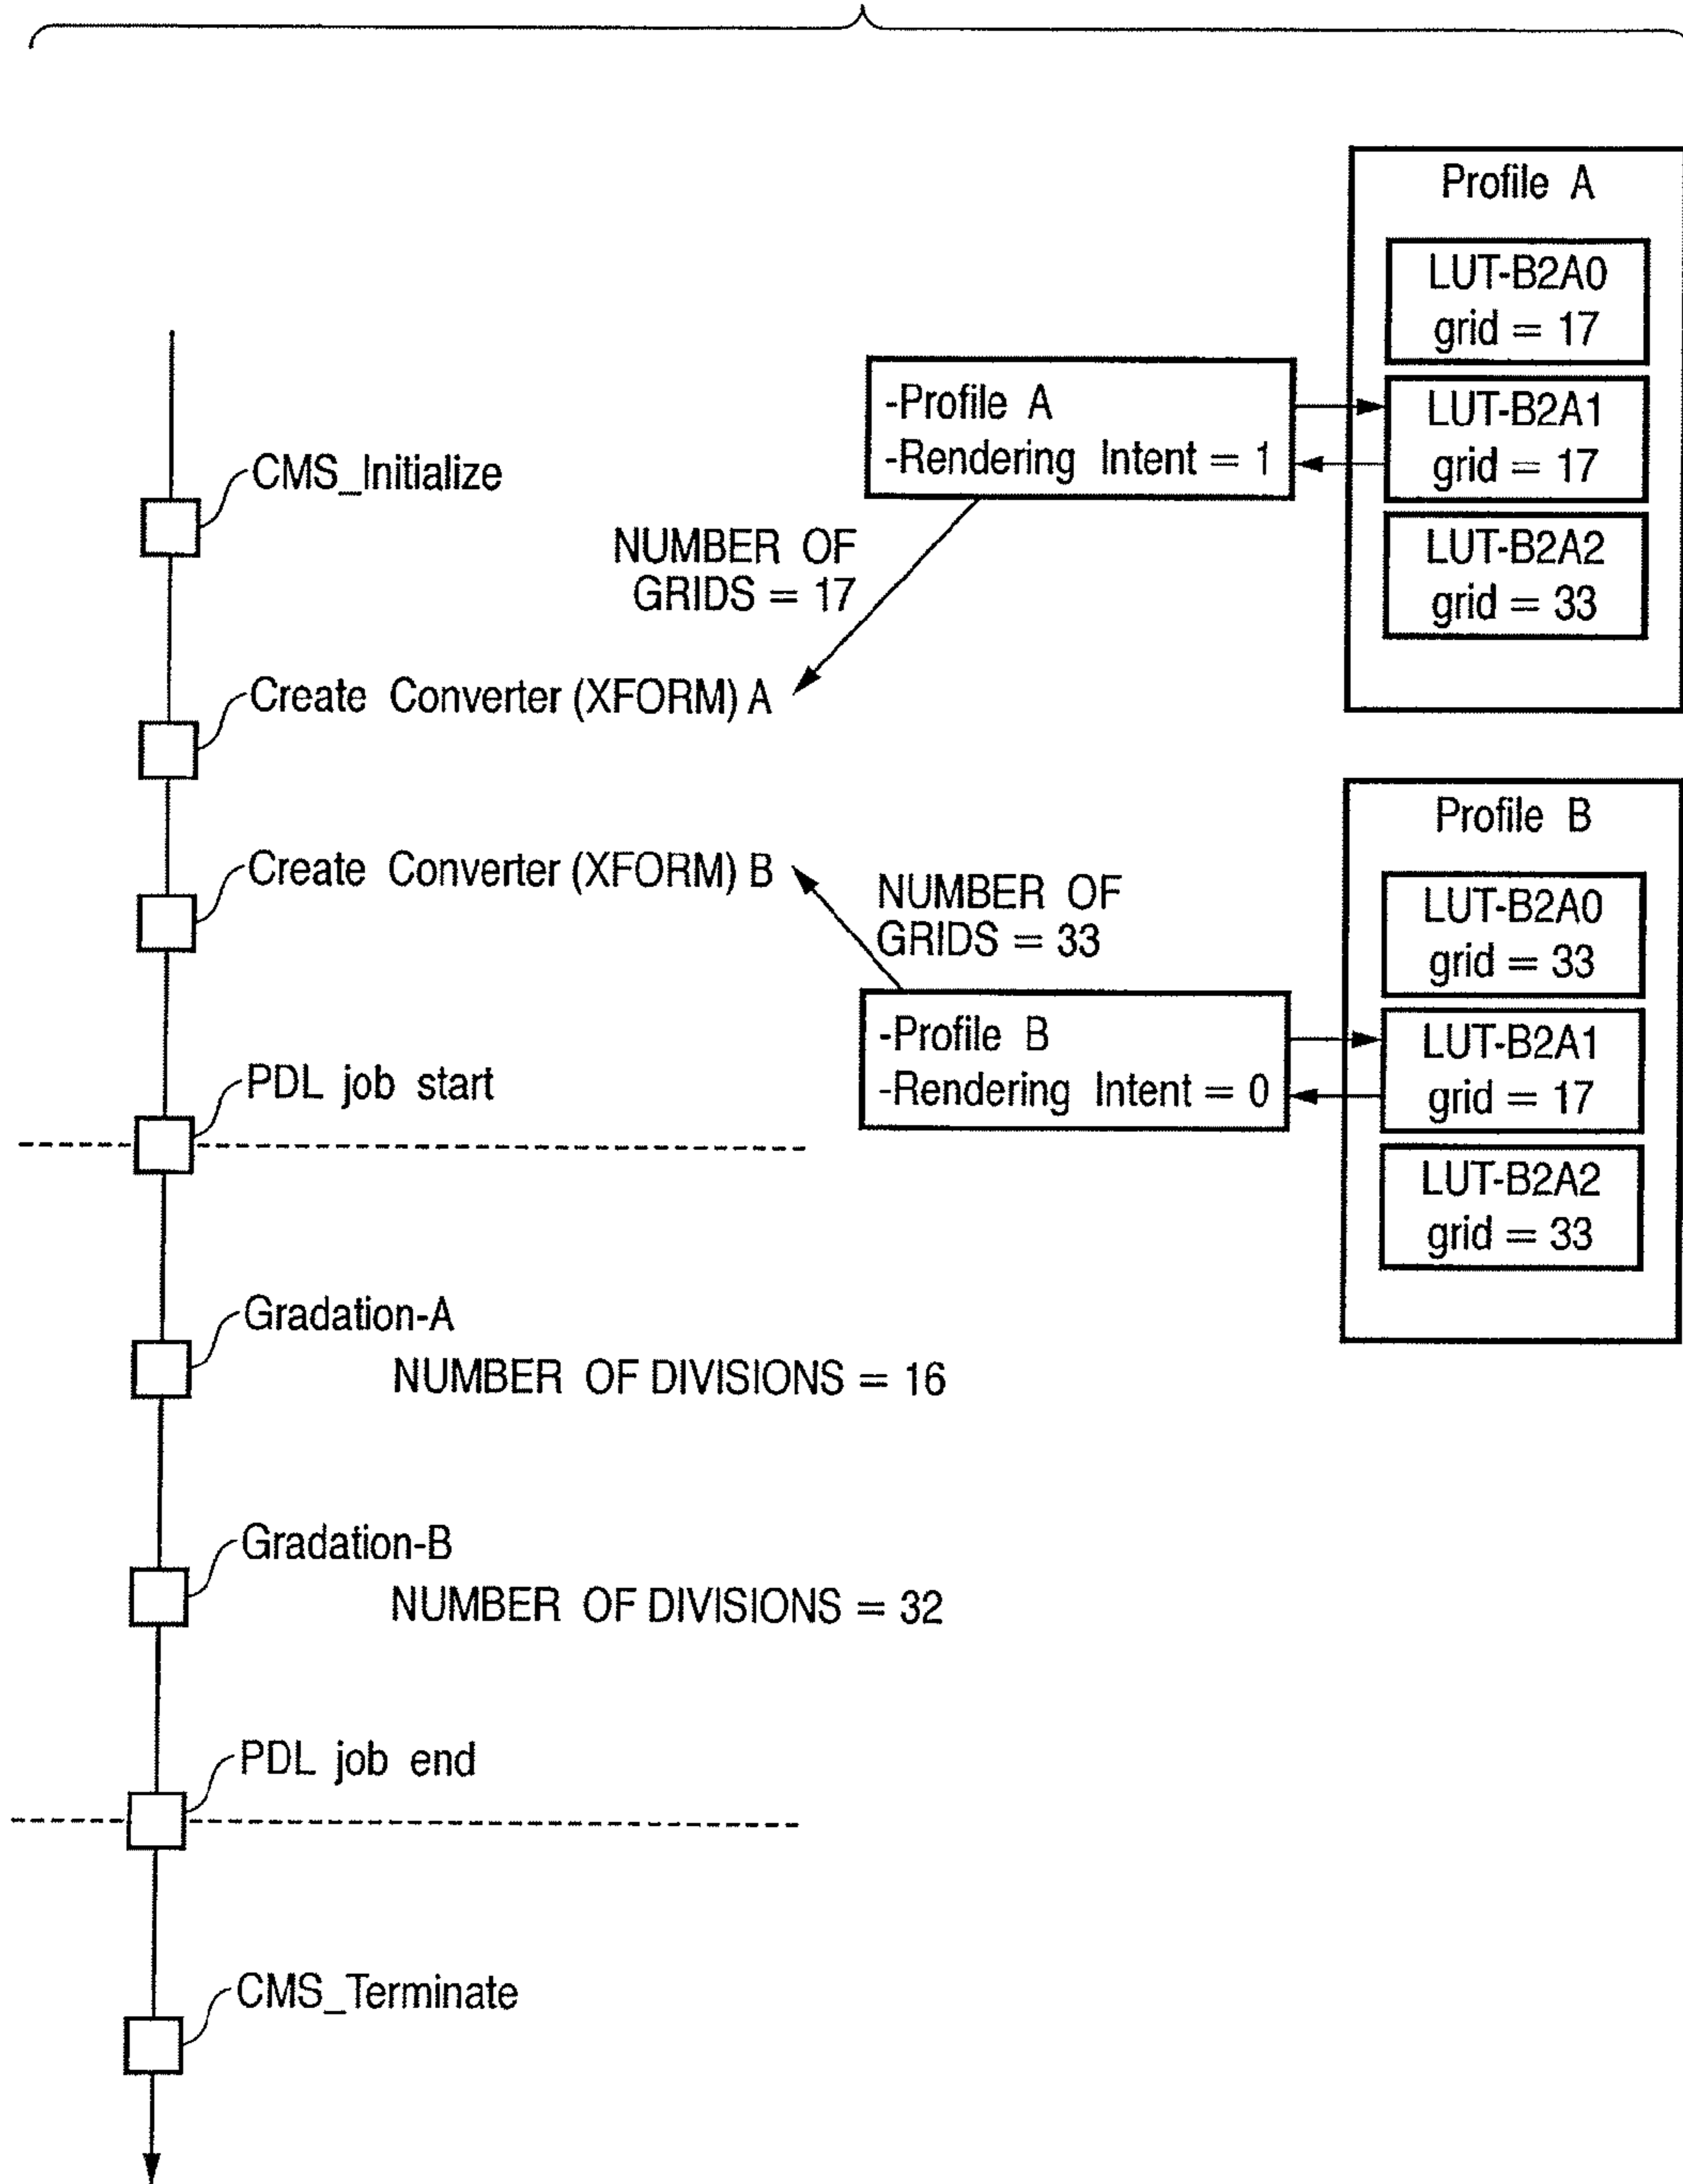 Profile A
LUT-B2A0
grid = 17
LUT-B2A1
grid = 17
LUT-B2A2
grid = 33
-Profile A
-Rendering Intent = 1
CMS_Initialize
NUMBER OF
GRIDS = 17
Create Converter (XFORM) A
Create Converter (XFORM) B
NUMBER OF
GRIDS = 33
Profile B
LUT-B2A0
grid = 33
LUT-B2A1
grid = 17
LUT-B2A2
grid = 33
-Profile B
-Rendering Intent = 0
PDL job start
Gradation-A
NUMBER OF DIVISIONS = 16
Gradation-B
NUMBER OF DIVISIONS = 32
PDL job end
CMS_Terminate